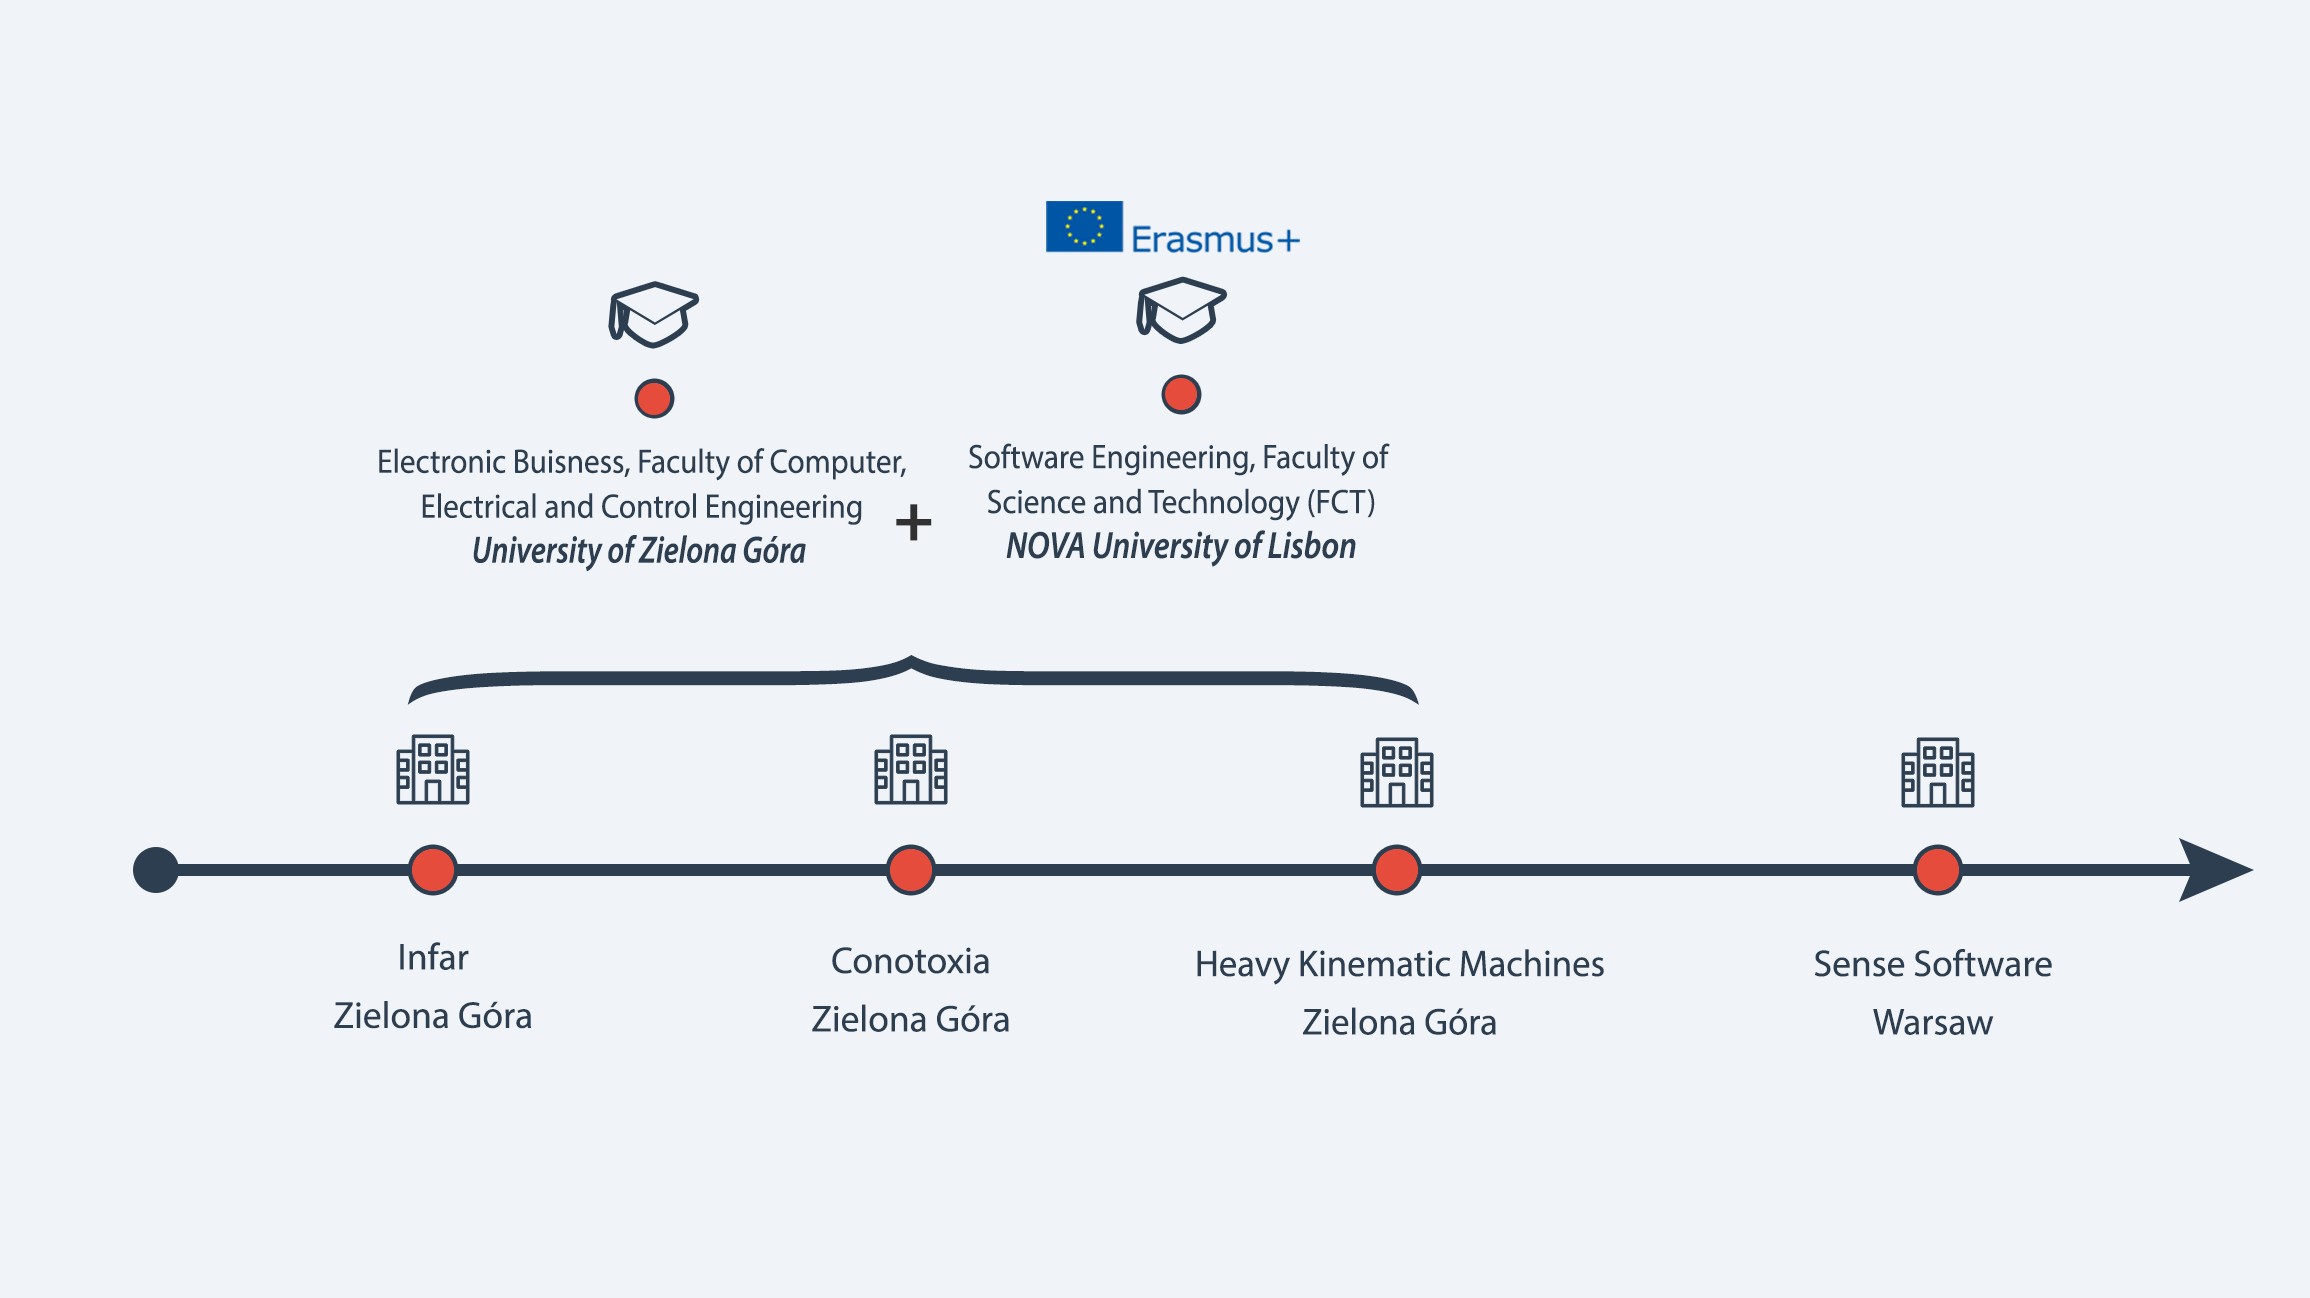 Erasmus+
Electronic Buisness, Faculty of Computer,
Electrical and Control Engineering
University of Zielona Góra
+
Software Engineering, Faculty of
Science and Technology (FCT)
NOVA University of Lisbon
Infar
Zielona Góra
Conotoxia
Zielona Góra
Heavy Kinematic Machines
Zielona Góra
Sense Software
Warsaw